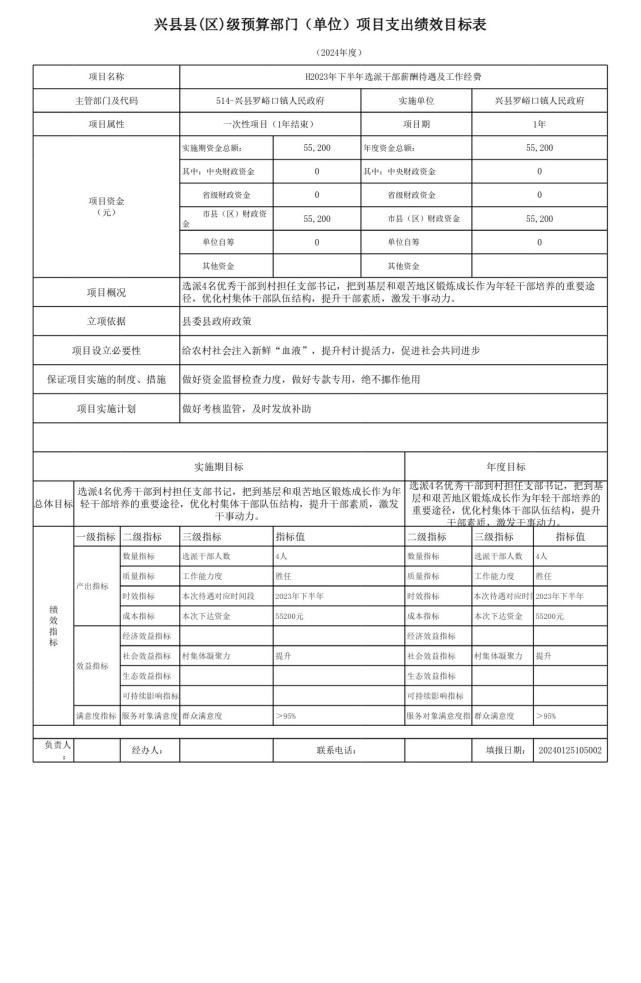 兴县县(区)级预算部门（单位）项目支出绩效目标表
（2024年度）
项目名称 H2023年下半年选派干部薪酬待遇及工作经费
主管部门及代码 514-兴县罗峪口镇人民政府 实施单位 兴县罗峪口镇人民政府
项目属性 一次性项目（1年结束） 项目期 1年
项目资金
（元）
实施期资金总额： 55,200 年度资金总额： 55,200
其中：中央财政资金 0 其中：中央财政资金 0
省级财政资金 0 省级财政资金 0
市县（区）财政资
金 55,200 市县（区）财政资金 55,200
单位自筹 0 单位自筹 0
其他资金 其他资金
项目概况 选派4名优秀干部到村担任支部书记，把到基层和艰苦地区锻炼成长作为年轻干部培养的重要途
径，优化村集体干部队伍结构，提升干部素质，激发干事动力。
立项依据 县委县政府政策
项目设立必要性 给农村社会注入新鲜“血液”，提升村计提活力，促进社会共同进步
保证项目实施的制度、措施 做好资金监督检查力度，做好专款专用，绝不挪作他用
项目实施计划 做好考核监管，及时发放补助
实施期目标 年度目标
总体目标
选派4名优秀干部到村担任支部书记，把到基层和艰苦地区锻炼成长作为年
轻干部培养的重要途径，优化村集体干部队伍结构，提升干部素质，激发
干事动力。
选派4名优秀干部到村担任支部书记，把到基
层和艰苦地区锻炼成长作为年轻干部培养的
重要途径，优化村集体干部队伍结构，提升
干部素质，激发干事动力。
绩效指标
一级指标 二级指标 三级指标 指标值 二级指标 三级指标 指标值
产出指标
数量指标 选派干部人数 4人 数量指标 选派干部人数 4人
质量指标 工作能力度 胜任 质量指标 工作能力度 胜任
时效指标 本次待遇对应时间段 2023年下半年 时效指标 本次待遇对应时 2023年下半年
成本指标 本次下达资金 55200元 成本指标 本次下达资金 55200元
效益指标
经济效益指标 经济效益指标
社会效益指标 村集体凝聚力 提升 社会效益指标 村集体凝聚力 提升
生态效益指标 生态效益指标
可持续影响指标 可持续影响指标
满意度指标 服务对象满意度 群众满意度 ＞95% 服务对象满意度指 群众满意度 ＞95%
负责人
： 经办人： 联系电话： 填报日期： 20240125105002